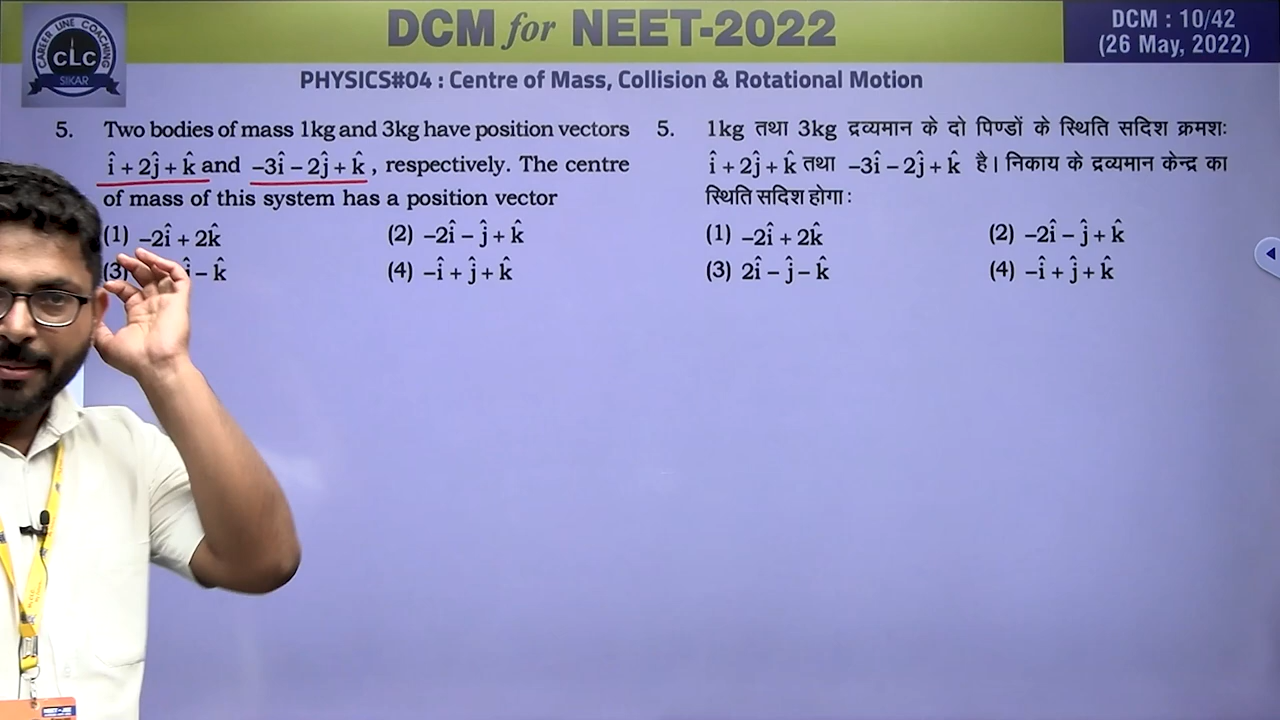 DCM for NEET-2022
DCM : 10/42
(26 May, 2022)
CAREER LINE COACHING
CLC
SIKAR
PHYSICS#04 : Centre of Mass, Collision & Rotational Motion
5. Two bodies of mass 1kg and 3kg have position vectors
î + 2ĵ + k̂ and −3î − 2ĵ + k̂ , respectively. The centre
of mass of this system has a position vector
(1) −2î + 2k̂
(2) −2î − ĵ + k̂
(3) − k̂
(4) −î + ĵ + k̂
5. 1kg तथा 3kg द्रव्यमान के दो पिण्डों के स्थिति सदिश क्रमशः
î + 2ĵ + k̂ तथा −3î − 2ĵ + k̂ है। निकाय के द्रव्यमान केन्द्र का
स्थिति सदिश होगा :
(1) −2î + 2k̂
(2) −2î − ĵ + k̂
(3) 2î − ĵ − k̂
(4) −î + ĵ + k̂